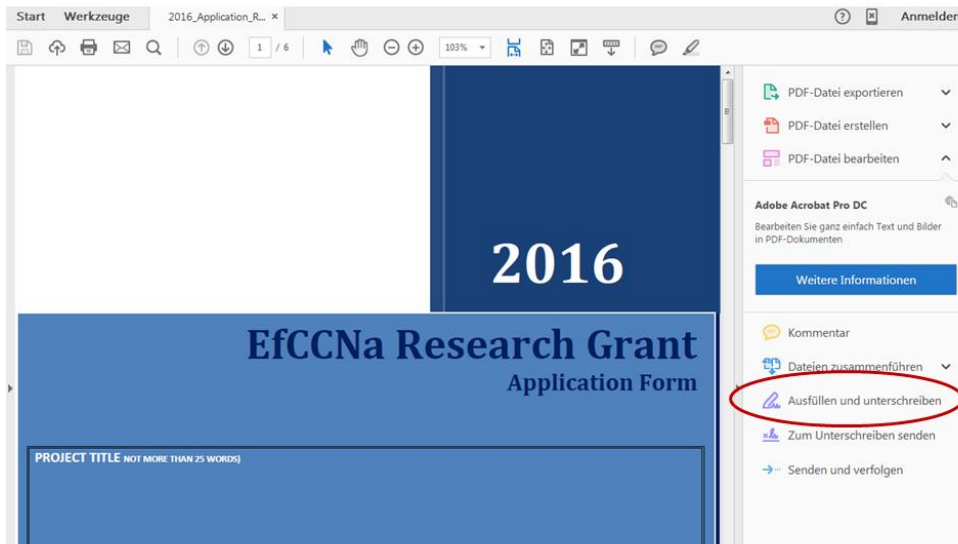 Start Werkzeuge 2016_Application_R... × ? Anmelden
1 / 6 103%
2016
EfCCNa Research Grant
Application Form
PROJECT TITLE NOT MORE THAN 25 WORDS)
PDF-Datei exportieren
PDF-Datei erstellen
PDF-Datei bearbeiten
Adobe Acrobat Pro DC
Bearbeiten Sie ganz einfach Text und Bilder
in PDF-Dokumenten
Weitere Informationen
Kommentar
Dateien zusammenführen
Ausfüllen und unterschreiben
Zum Unterschreiben senden
Senden und verfolgen